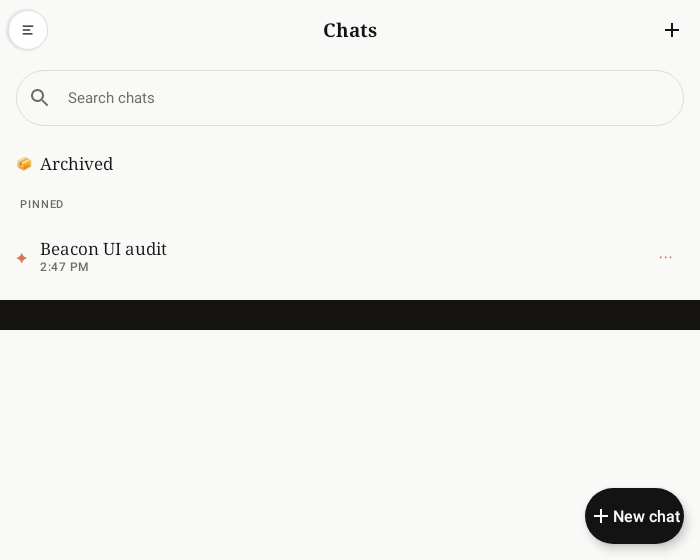 Chats
Search chats
Archived
PINNED
Beacon UI audit
2:47 PM
New chat